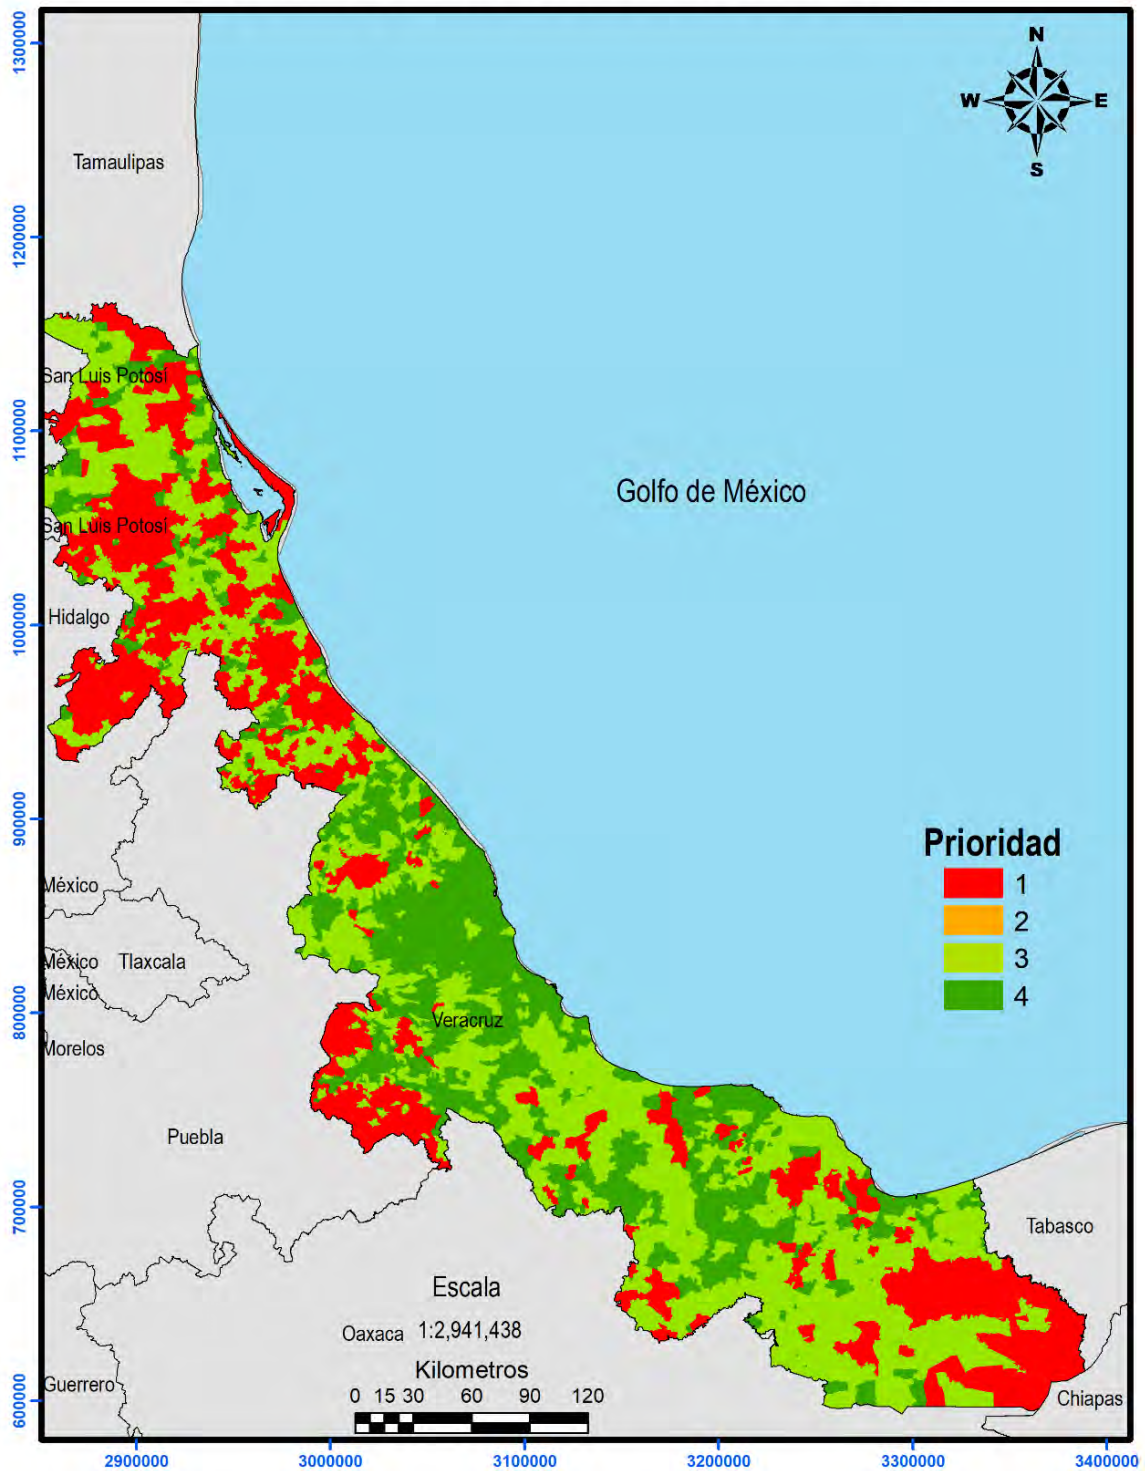 1300000
N
W
E
S
Tamaulipas
1200000
San Luis Potosí
1100000
Golfo de México
San Luis Potosí
Hidalgo
1000000
900000
Prioridad
1
2
3
4
México
México
Tlaxcala
México
800000
Veracruz
Morelos
Puebla
700000
Tabasco
Escala
Oaxaca
1:2,941,438
Kilometros
Guerrero
0 15 30 60 90 120
Chiapas
600000
2900000 3000000 3100000 3200000 3300000 3400000